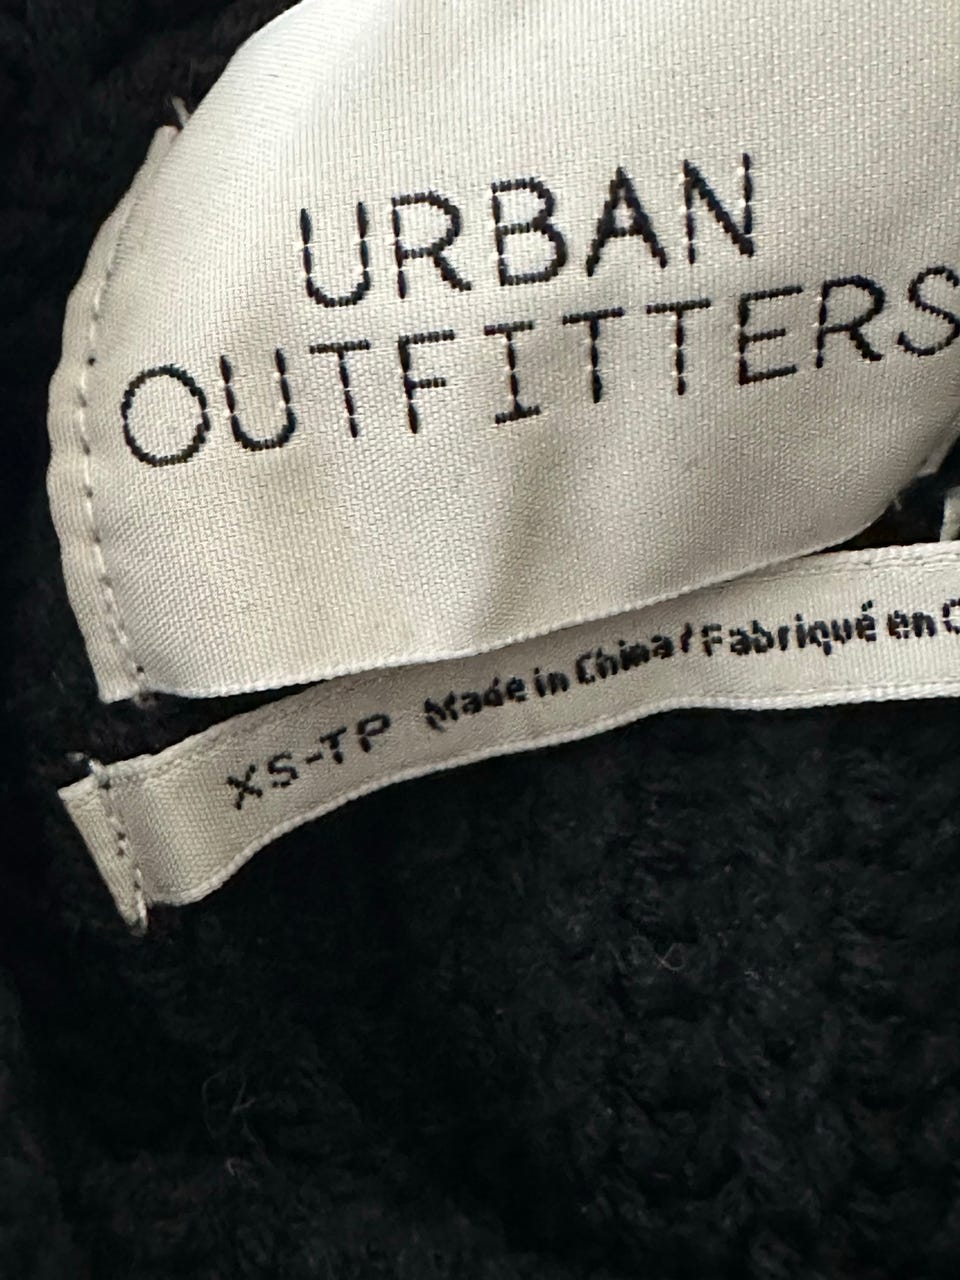 URBAN
OUTFITTERS
XS-TP Made in China / Fabriqué en